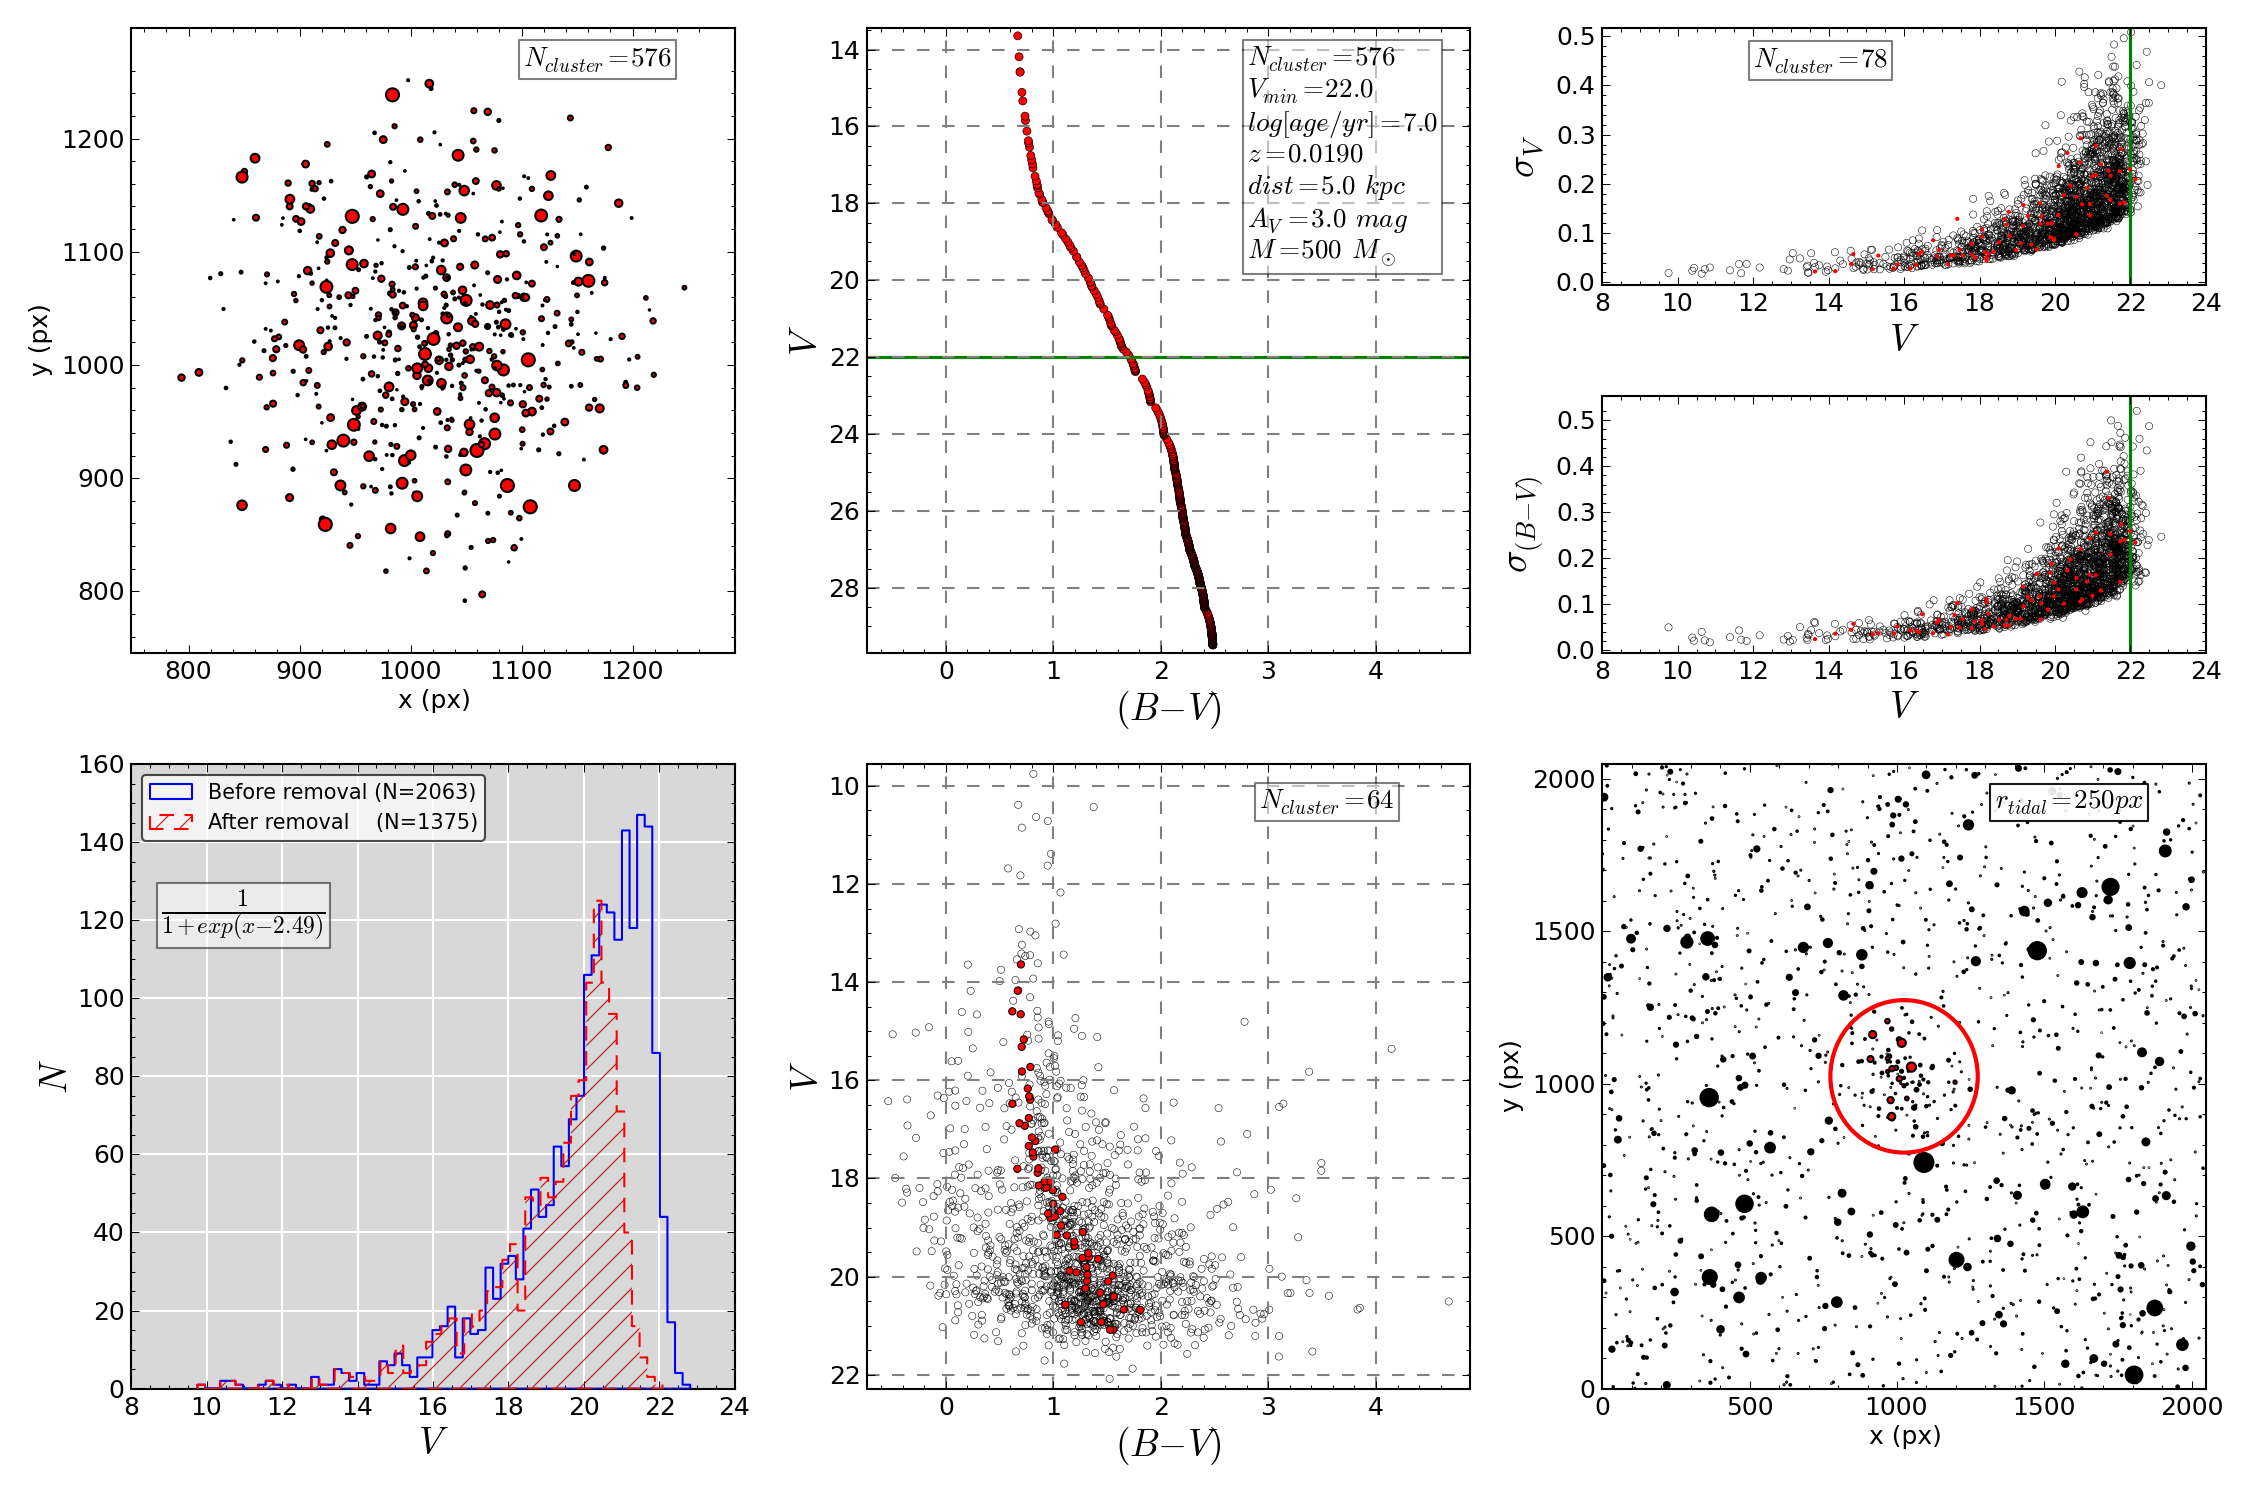 N_cluster=576
1200
1100
1000
900
800
y (px)
800 900 1000 1100 1200
x (px)
N_cluster=576
V_min=22.0
log[age/yr]=7.0
z=0.0190
dist=5.0 kpc
A_V=3.0 mag
M=500 M_⊙
14
16
18
20
22
24
26
28
V
0 1 2 3 4
(B−V)
N_cluster=78
0.5
0.4
0.3
0.2
0.1
0.0
σ_V
8 10 12 14 16 18 20 22 24
V
0.5
0.4
0.3
0.2
0.1
0.0
σ_(B−V)
8 10 12 14 16 18 20 22 24
V
Before removal (N=2063)
After removal (N=1375)
1
1+exp(x−2.49)
160
140
120
100
80
60
40
20
0
N
8 10 12 14 16 18 20 22 24
V
N_cluster=64
10
12
14
16
18
20
22
V
0 1 2 3 4
(B−V)
r_tidal=250px
2000
1500
1000
500
0
y (px)
0 500 1000 1500 2000
x (px)